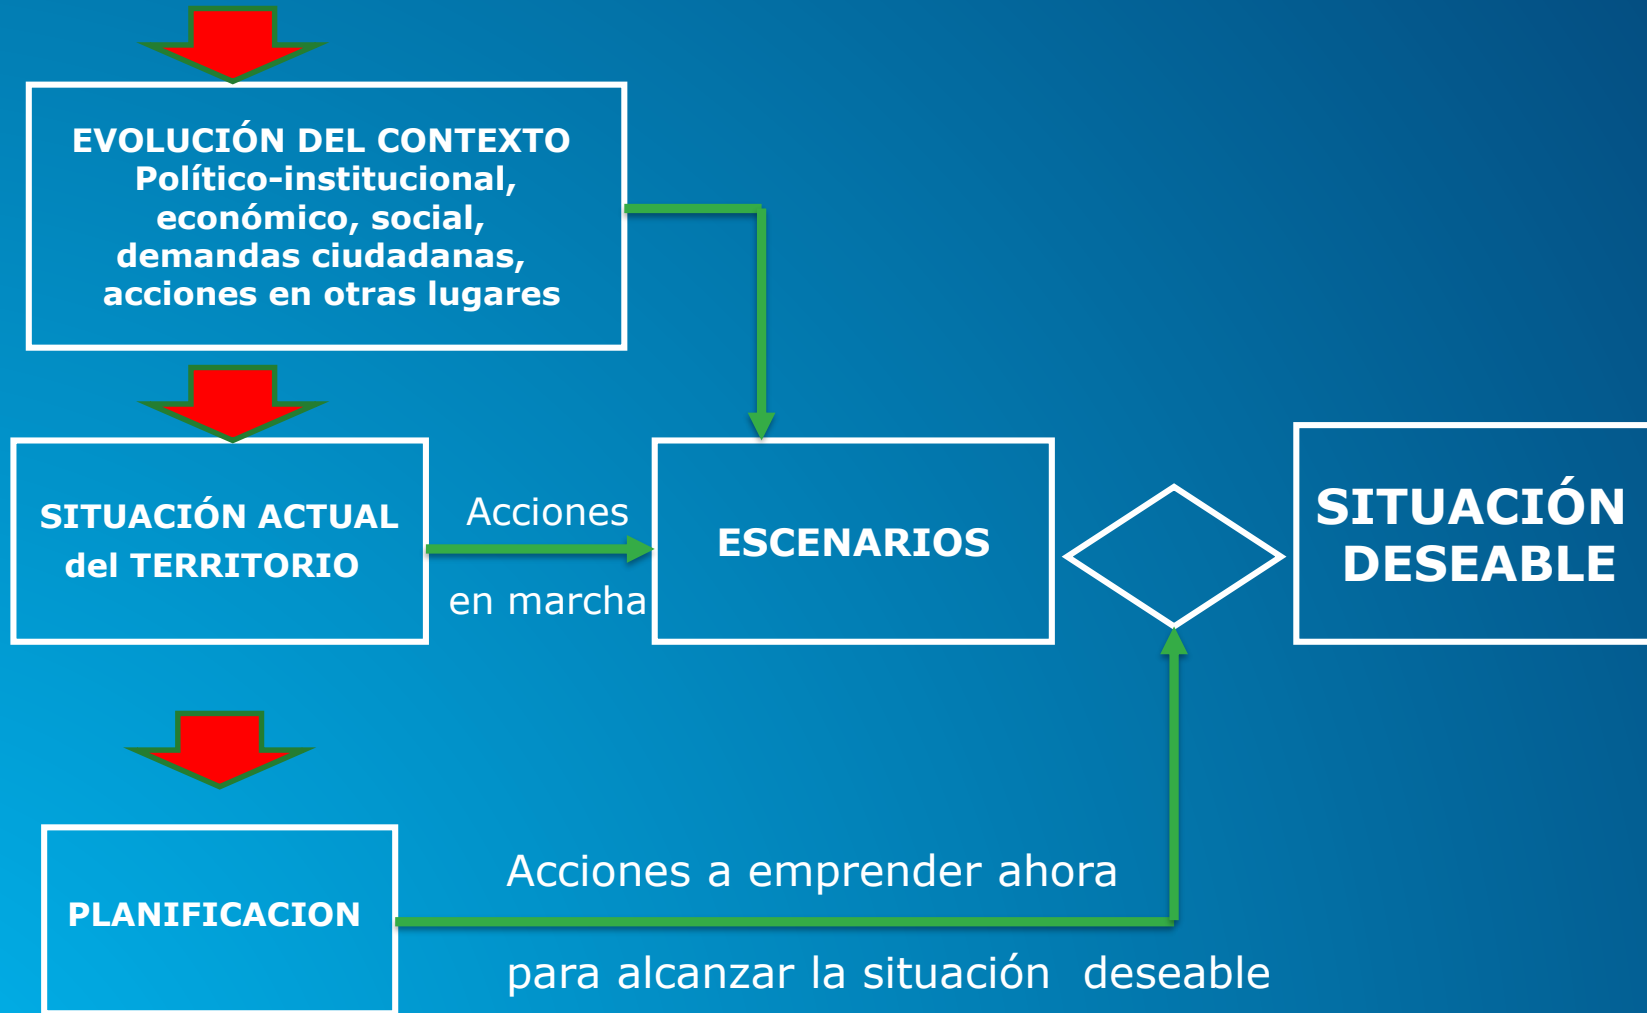 EVOLUCIÓN DEL CONTEXTO
Político-institucional,
económico, social,
demandas ciudadanas,
acciones en otras lugares
SITUACIÓN ACTUAL
del TERRITORIO
Acciones
en marcha
ESCENARIOS
SITUACIÓN
DESEABLE
PLANIFICACION
Acciones a emprender ahora
para alcanzar la situación deseable